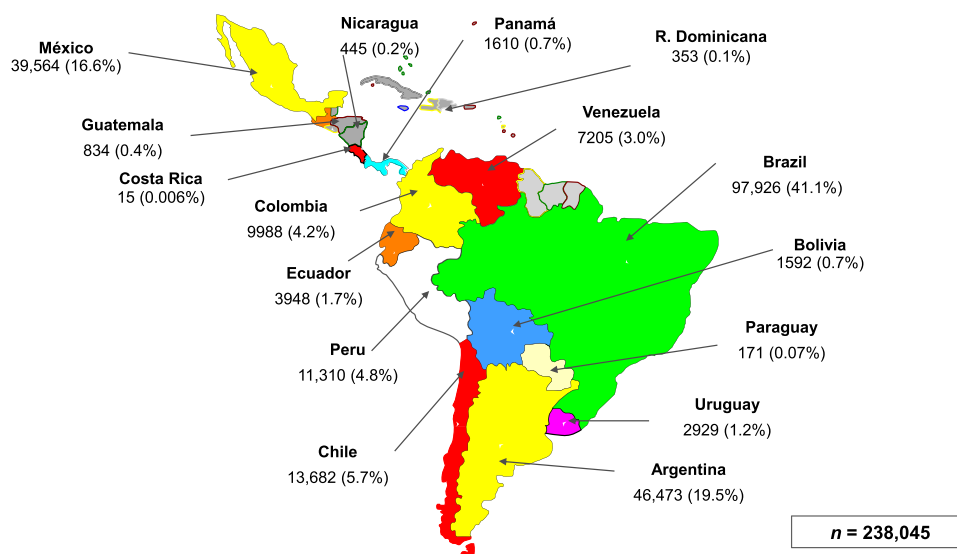 México
39,564 (16.6%)
Nicaragua
445 (0.2%)
Panamá
1610 (0.7%)
R. Dominicana
353 (0.1%)
Guatemala
834 (0.4%)
Venezuela
7205 (3.0%)
Costa Rica
15 (0.006%)
Brazil
97,926 (41.1%)
Colombia
9988 (4.2%)
Bolivia
1592 (0.7%)
Ecuador
3948 (1.7%)
Paraguay
171 (0.07%)
Peru
11,310 (4.8%)
Uruguay
2929 (1.2%)
Chile
13,682 (5.7%)
Argentina
46,473 (19.5%)
n = 238,045